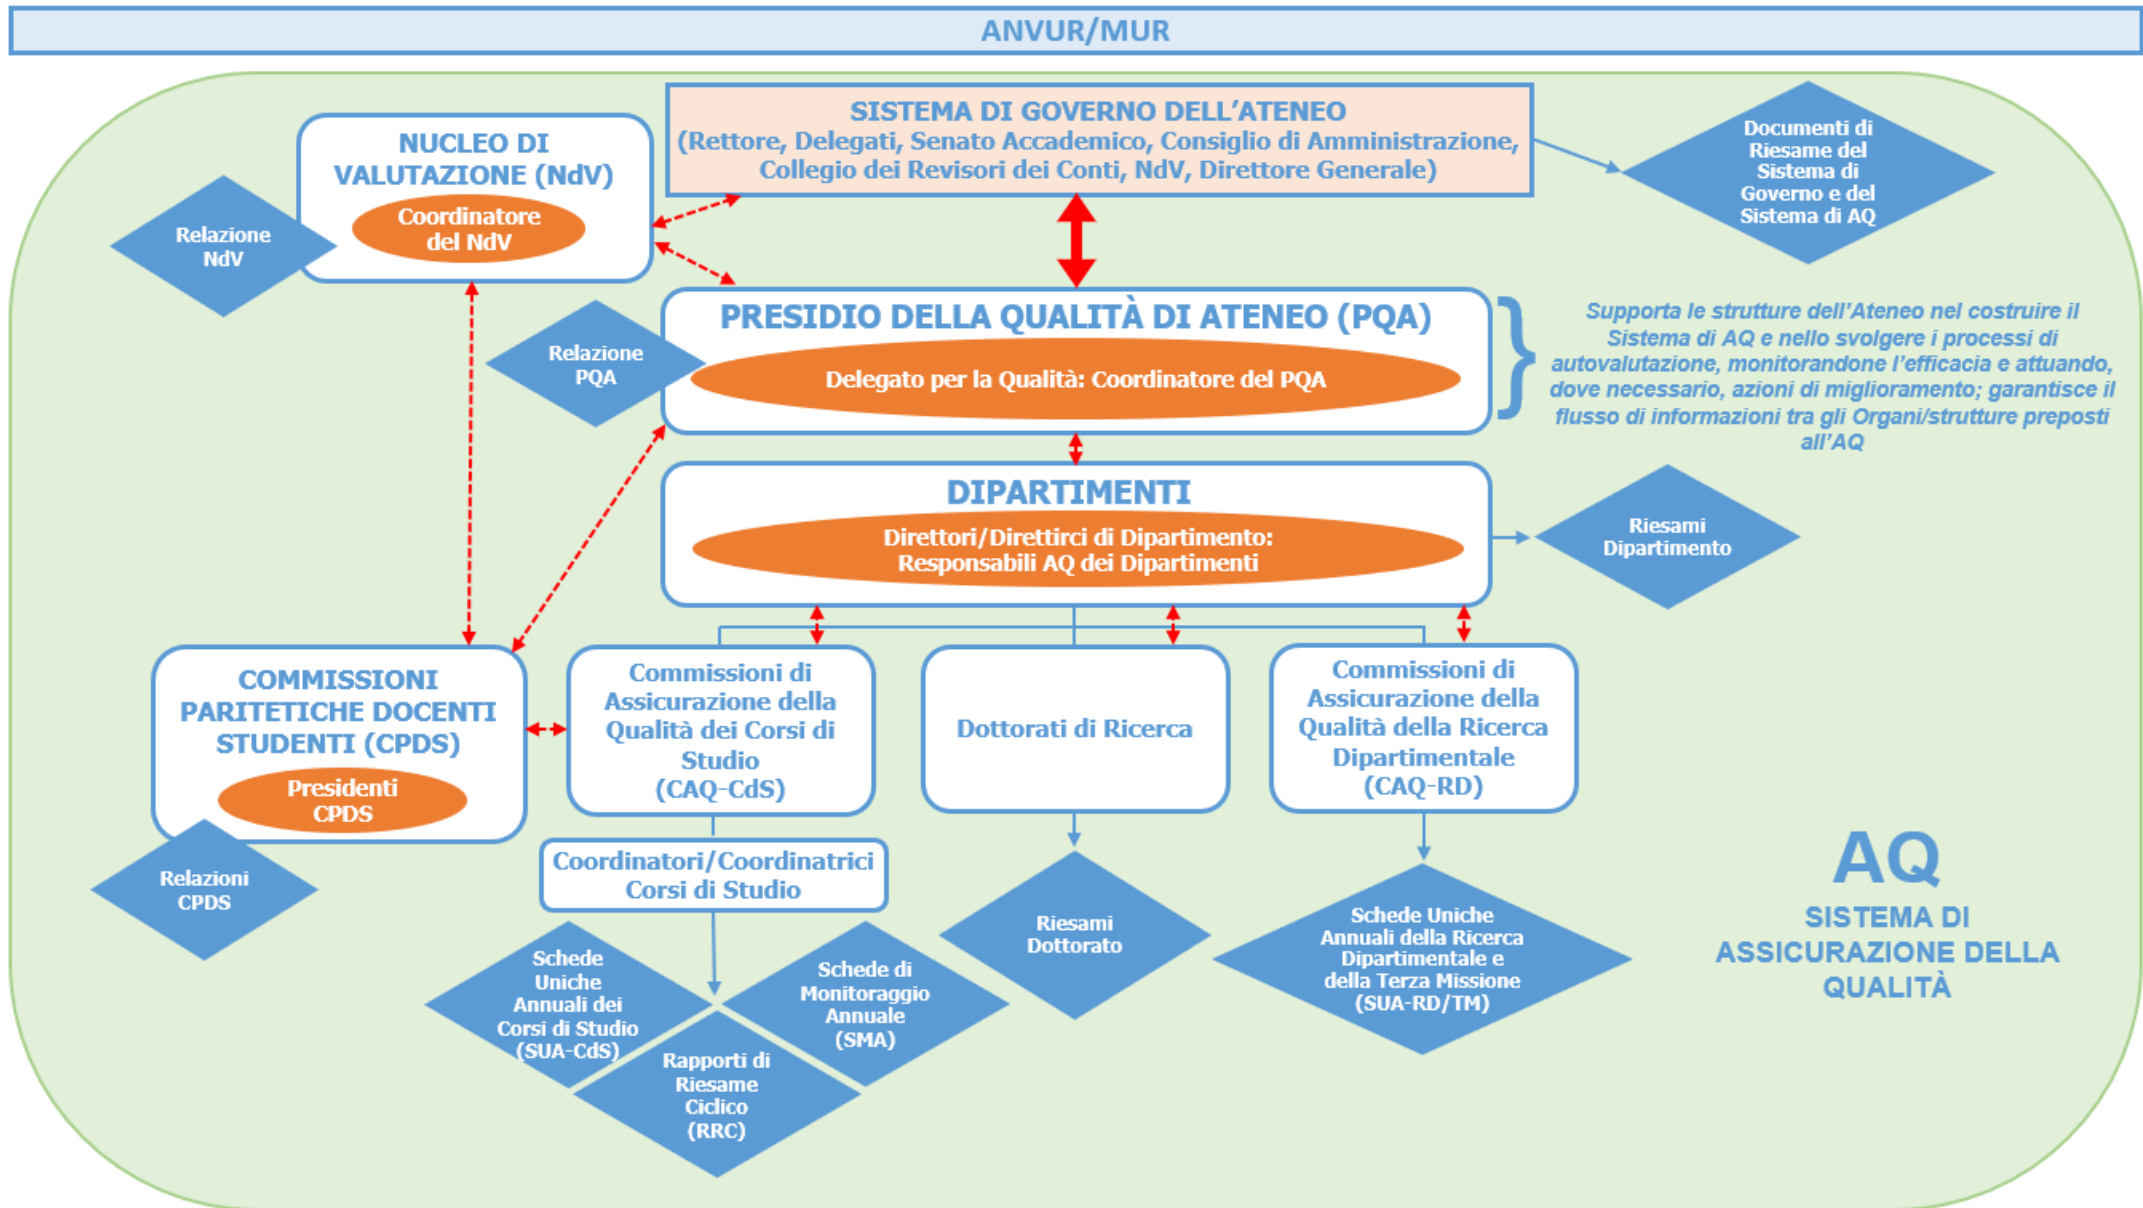 ANVUR/MUR
SISTEMA DI GOVERNO DELL’ATENEO
(Rettore, Delegati, Senato Accademico, Consiglio di Amministrazione,
Collegio dei Revisori dei Conti, NdV, Direttore Generale)
Documenti di
Riesame del
Sistema di
Governo e del
Sistema di AQ
NUCLEO DI
VALUTAZIONE (NdV)
Coordinatore
del NdV
Relazione
NdV
PRESIDIO DELLA QUALITÀ DI ATENEO (PQA)
Delegato per la Qualità: Coordinatore del PQA
Relazione
PQA
Supporta le strutture dell’Ateneo nel costruire il
Sistema di AQ e nello svolgere i processi di
autovalutazione, monitorandone l’efficacia e attuando,
dove necessario, azioni di miglioramento; garantisce il
flusso di informazioni tra gli Organi/strutture preposti
all’AQ
DIPARTIMENTI
Direttori/Direttirci di Dipartimento:
Responsabili AQ dei Dipartimenti
Riesami
Dipartimento
COMMISSIONI
PARITETICHE DOCENTI
STUDENTI (CPDS)
Presidenti
CPDS
Relazioni
CPDS
Commissioni di
Assicurazione della
Qualità dei Corsi di
Studio
(CAQ-CdS)
Dottorati di Ricerca
Commissioni di
Assicurazione della
Qualità della Ricerca
Dipartimentale
(CAQ-RD)
Coordinatori/Coordinatrici
Corsi di Studio
Schede
Uniche
Annuali dei
Corsi di Studio
(SUA-CdS)
Schede di
Monitoraggio
Annuale
(SMA)
Rapporti di
Riesame
Ciclico
(RRC)
Riesami
Dottorato
Schede Uniche
Annuali della Ricerca
Dipartimentale e
della Terza Missione
(SUA-RD/TM)
AQ
SISTEMA DI
ASSICURAZIONE DELLA
QUALITÀ